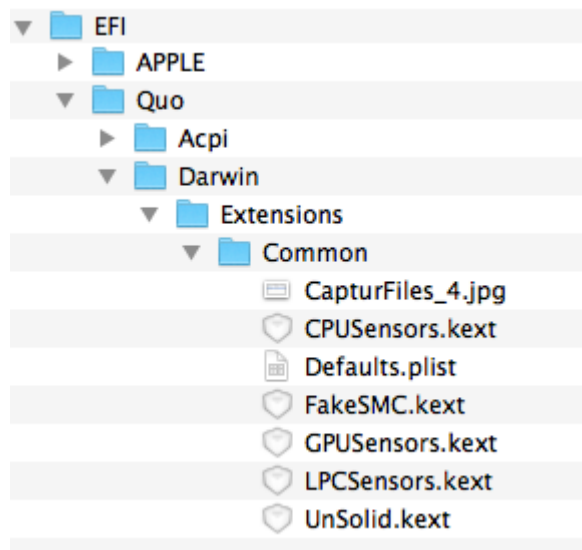 EFI
APPLE
Quo
Acpi
Darwin
Extensions
Common
CapturFiles_4.jpg
CPUSensors.kext
Defaults.plist
FakeSMC.kext
GPUSensors.kext
LPCSensors.kext
UnSolid.kext